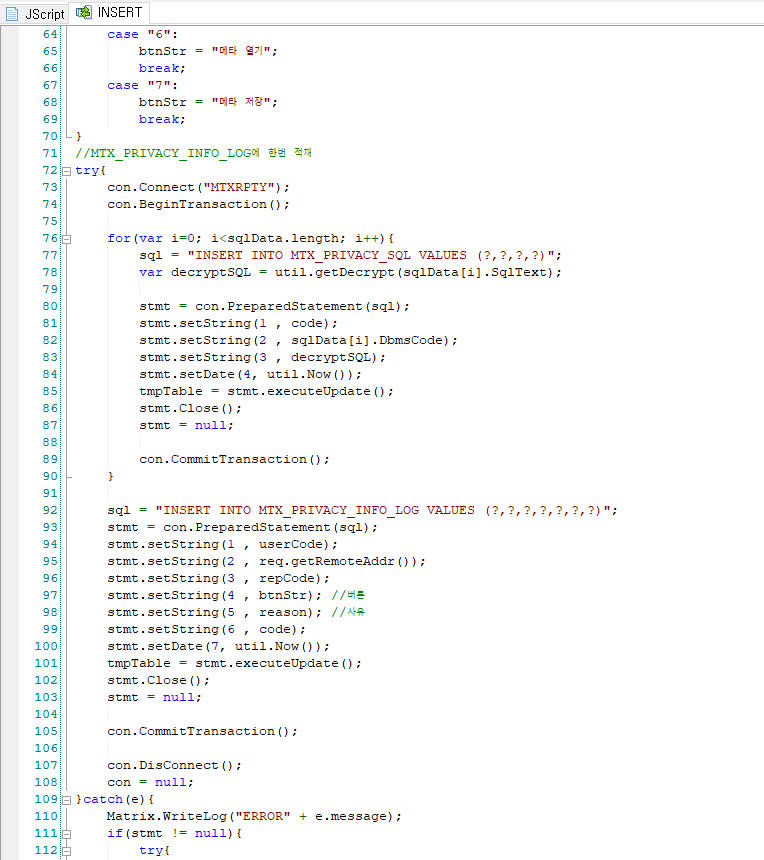 JScript INSERT
64 case "6":
65 btnStr = "메타 열기";
66 break;
67 case "7":
68 btnStr = "메타 저장";
69 break;
70 }
71 //MTX_PRIVACY_INFO_LOG에 한번 적재
72 try{
73 con.Connect("MTXRPTY");
74 con.BeginTransaction();
75
76 for(var i=0; i<sqlData.length; i++){
77 sql = "INSERT INTO MTX_PRIVACY_SQL VALUES (?,?,?,?)";
78 var decryptSQL = util.getDecrypt(sqlData[i].SqlText);
79
80 stmt = con.PreparedStatement(sql);
81 stmt.setString(1 , code);
82 stmt.setString(2 , sqlData[i].DbmsCode);
83 stmt.setString(3 , decryptSQL);
84 stmt.setDate(4, util.Now());
85 tmpTable = stmt.executeUpdate();
86 stmt.Close();
87 stmt = null;
88
89 con.CommitTransaction();
90 }
91
92 sql = "INSERT INTO MTX_PRIVACY_INFO_LOG VALUES (?,?,?,?,?,?,?)";
93 stmt = con.PreparedStatement(sql);
94 stmt.setString(1 , userCode);
95 stmt.setString(2 , req.getRemoteAddr());
96 stmt.setString(3 , repCode);
97 stmt.setString(4 , btnStr); //버튼
98 stmt.setString(5 , reason); //사유
99 stmt.setString(6 , code);
100 stmt.setDate(7, util.Now());
101 tmpTable = stmt.executeUpdate();
102 stmt.Close();
103 stmt = null;
104
105 con.CommitTransaction();
106
107 con.DisConnect();
108 con = null;
109 }catch(e){
110 Matrix.WriteLog("ERROR" + e.message);
111 if(stmt != null){
112 try{